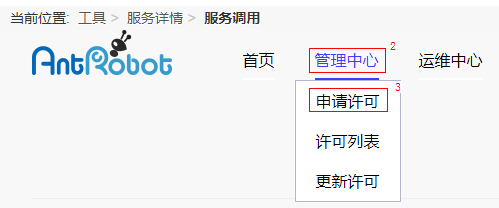 当前位置: 工具 > 服务详情 > 服务调用
AntRobot
首页 管理中心 2 运维中心
申请许可 3
许可列表
更新许可